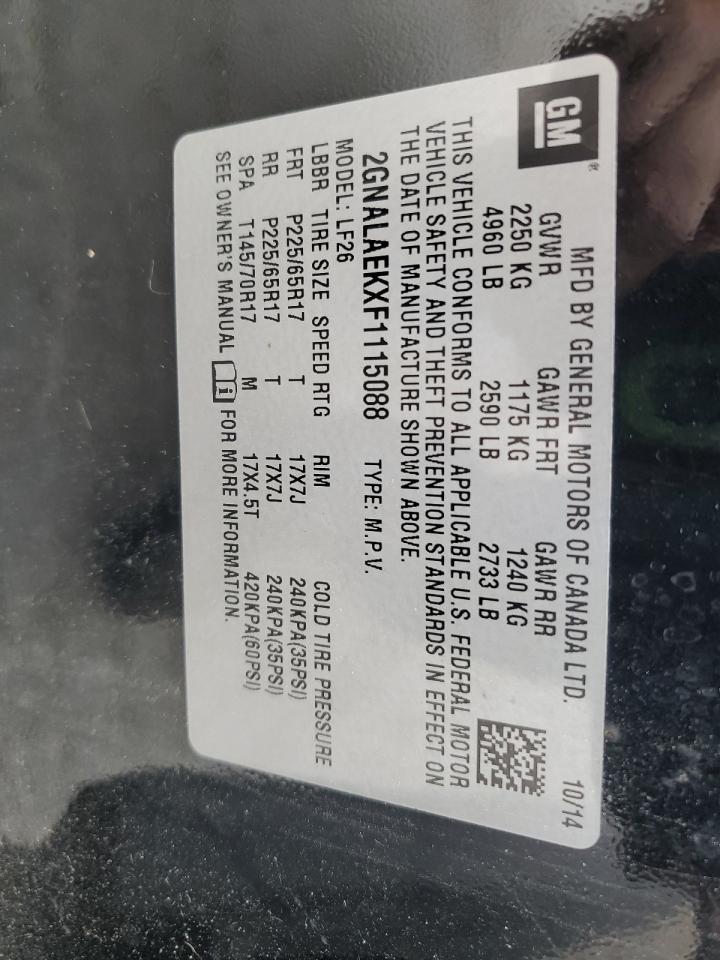 GM®
MFD BY GENERAL MOTORS OF CANADA LTD. 10/14
GVWR GAWR FRT GAWR RR
2250 KG 1175 KG 1240 KG
4960 LB 2590 LB 2733 LB
THIS VEHICLE CONFORMS TO ALL APPLICABLE U.S. FEDERAL MOTOR
VEHICLE SAFETY AND THEFT PREVENTION STANDARDS IN EFFECT ON
THE DATE OF MANUFACTURE SHOWN ABOVE.
2GNALAEKXF1115088 TYPE: M.P.V.
MODEL: LF26
LBBR TIRE SIZE SPEED RTG RIM COLD TIRE PRESSURE
FRT P225/65R17 T 17X7J 240KPA(35PSI)
RR P225/65R17 T 17X7J 240KPA(35PSI)
SPA T145/70R17 M 17X4.5T 420KPA(60PSI)
SEE OWNER'S MANUAL FOR MORE INFORMATION.